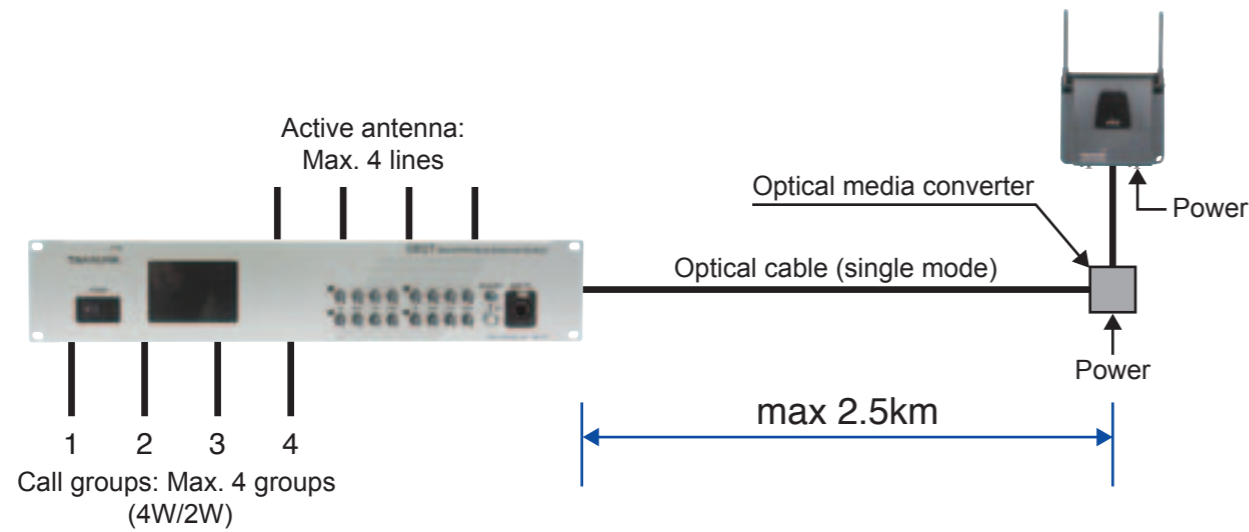 Active antenna:
Max. 4 lines
Optical media converter
Power
Optical cable (single mode)
Power
max 2.5km
1 2 3 4
Call groups: Max. 4 groups
(4W/2W)